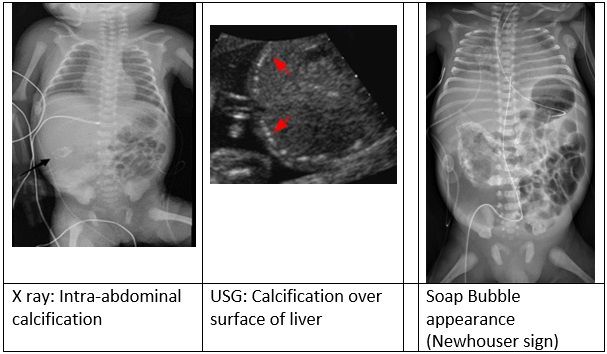 X ray: Intra-abdominal
calcification
USG: Calcification over
surface of liver
Soap Bubble
appearance
(Newhouser sign)